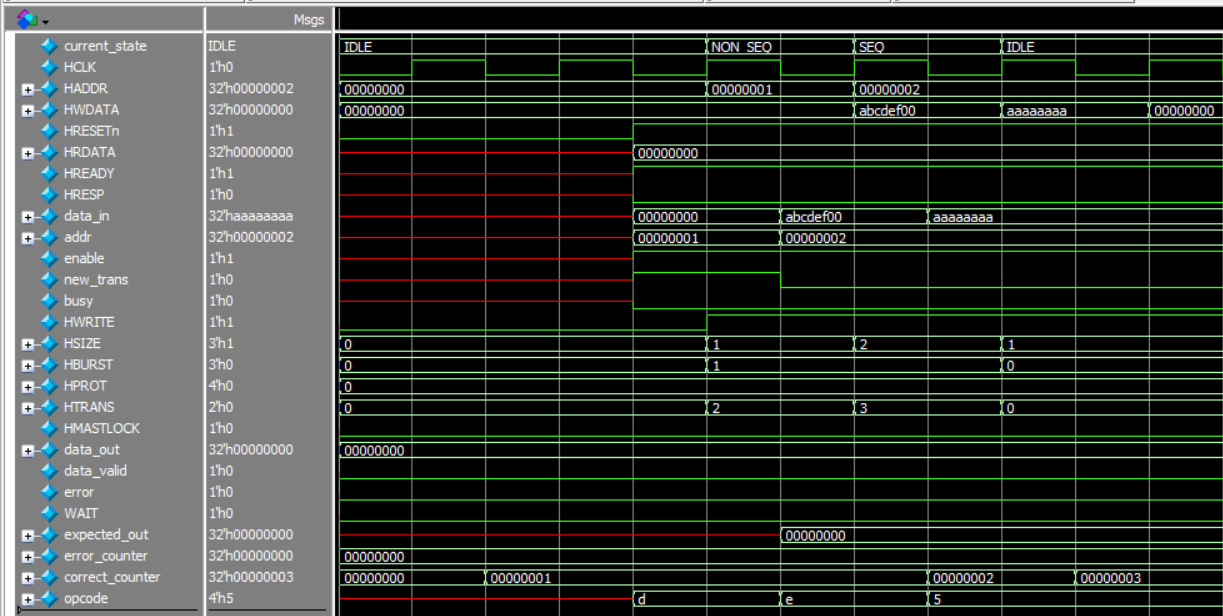 Msgs
current_state IDLE IDLE NON_SEQ SEQ IDLE
HCLK 1'h0
HADDR 32'h00000002 00000000 00000001 00000002
HWDATA 32'h00000000 00000000 abcdef00 aaaaaaaa 00000000
HRESETn 1'h1
HRDATA 32'h00000000 00000000
HREADY 1'h1
HRESP 1'h0
data_in 32'haaaaaaaa 00000000 abcdef00 aaaaaaaa
addr 32'h00000002 00000001 00000002
enable 1'h1
new_trans 1'h0
busy 1'h0
HWRITE 1'h1
HSIZE 3'h1 0 1 2 1
HBURST 3'h0 0 1 0
HPROT 4'h0 0
HTRANS 2'h0 0 2 3 0
HMASTLOCK 1'h0
data_out 32'h00000000 00000000
data_valid 1'h0
error 1'h0
WAIT 1'h0
expected_out 32'h00000000 00000000
error_counter 32'h00000000 00000000
correct_counter 32'h00000003 00000000 00000001 00000002 00000003
opcode 4'h5 d e 5